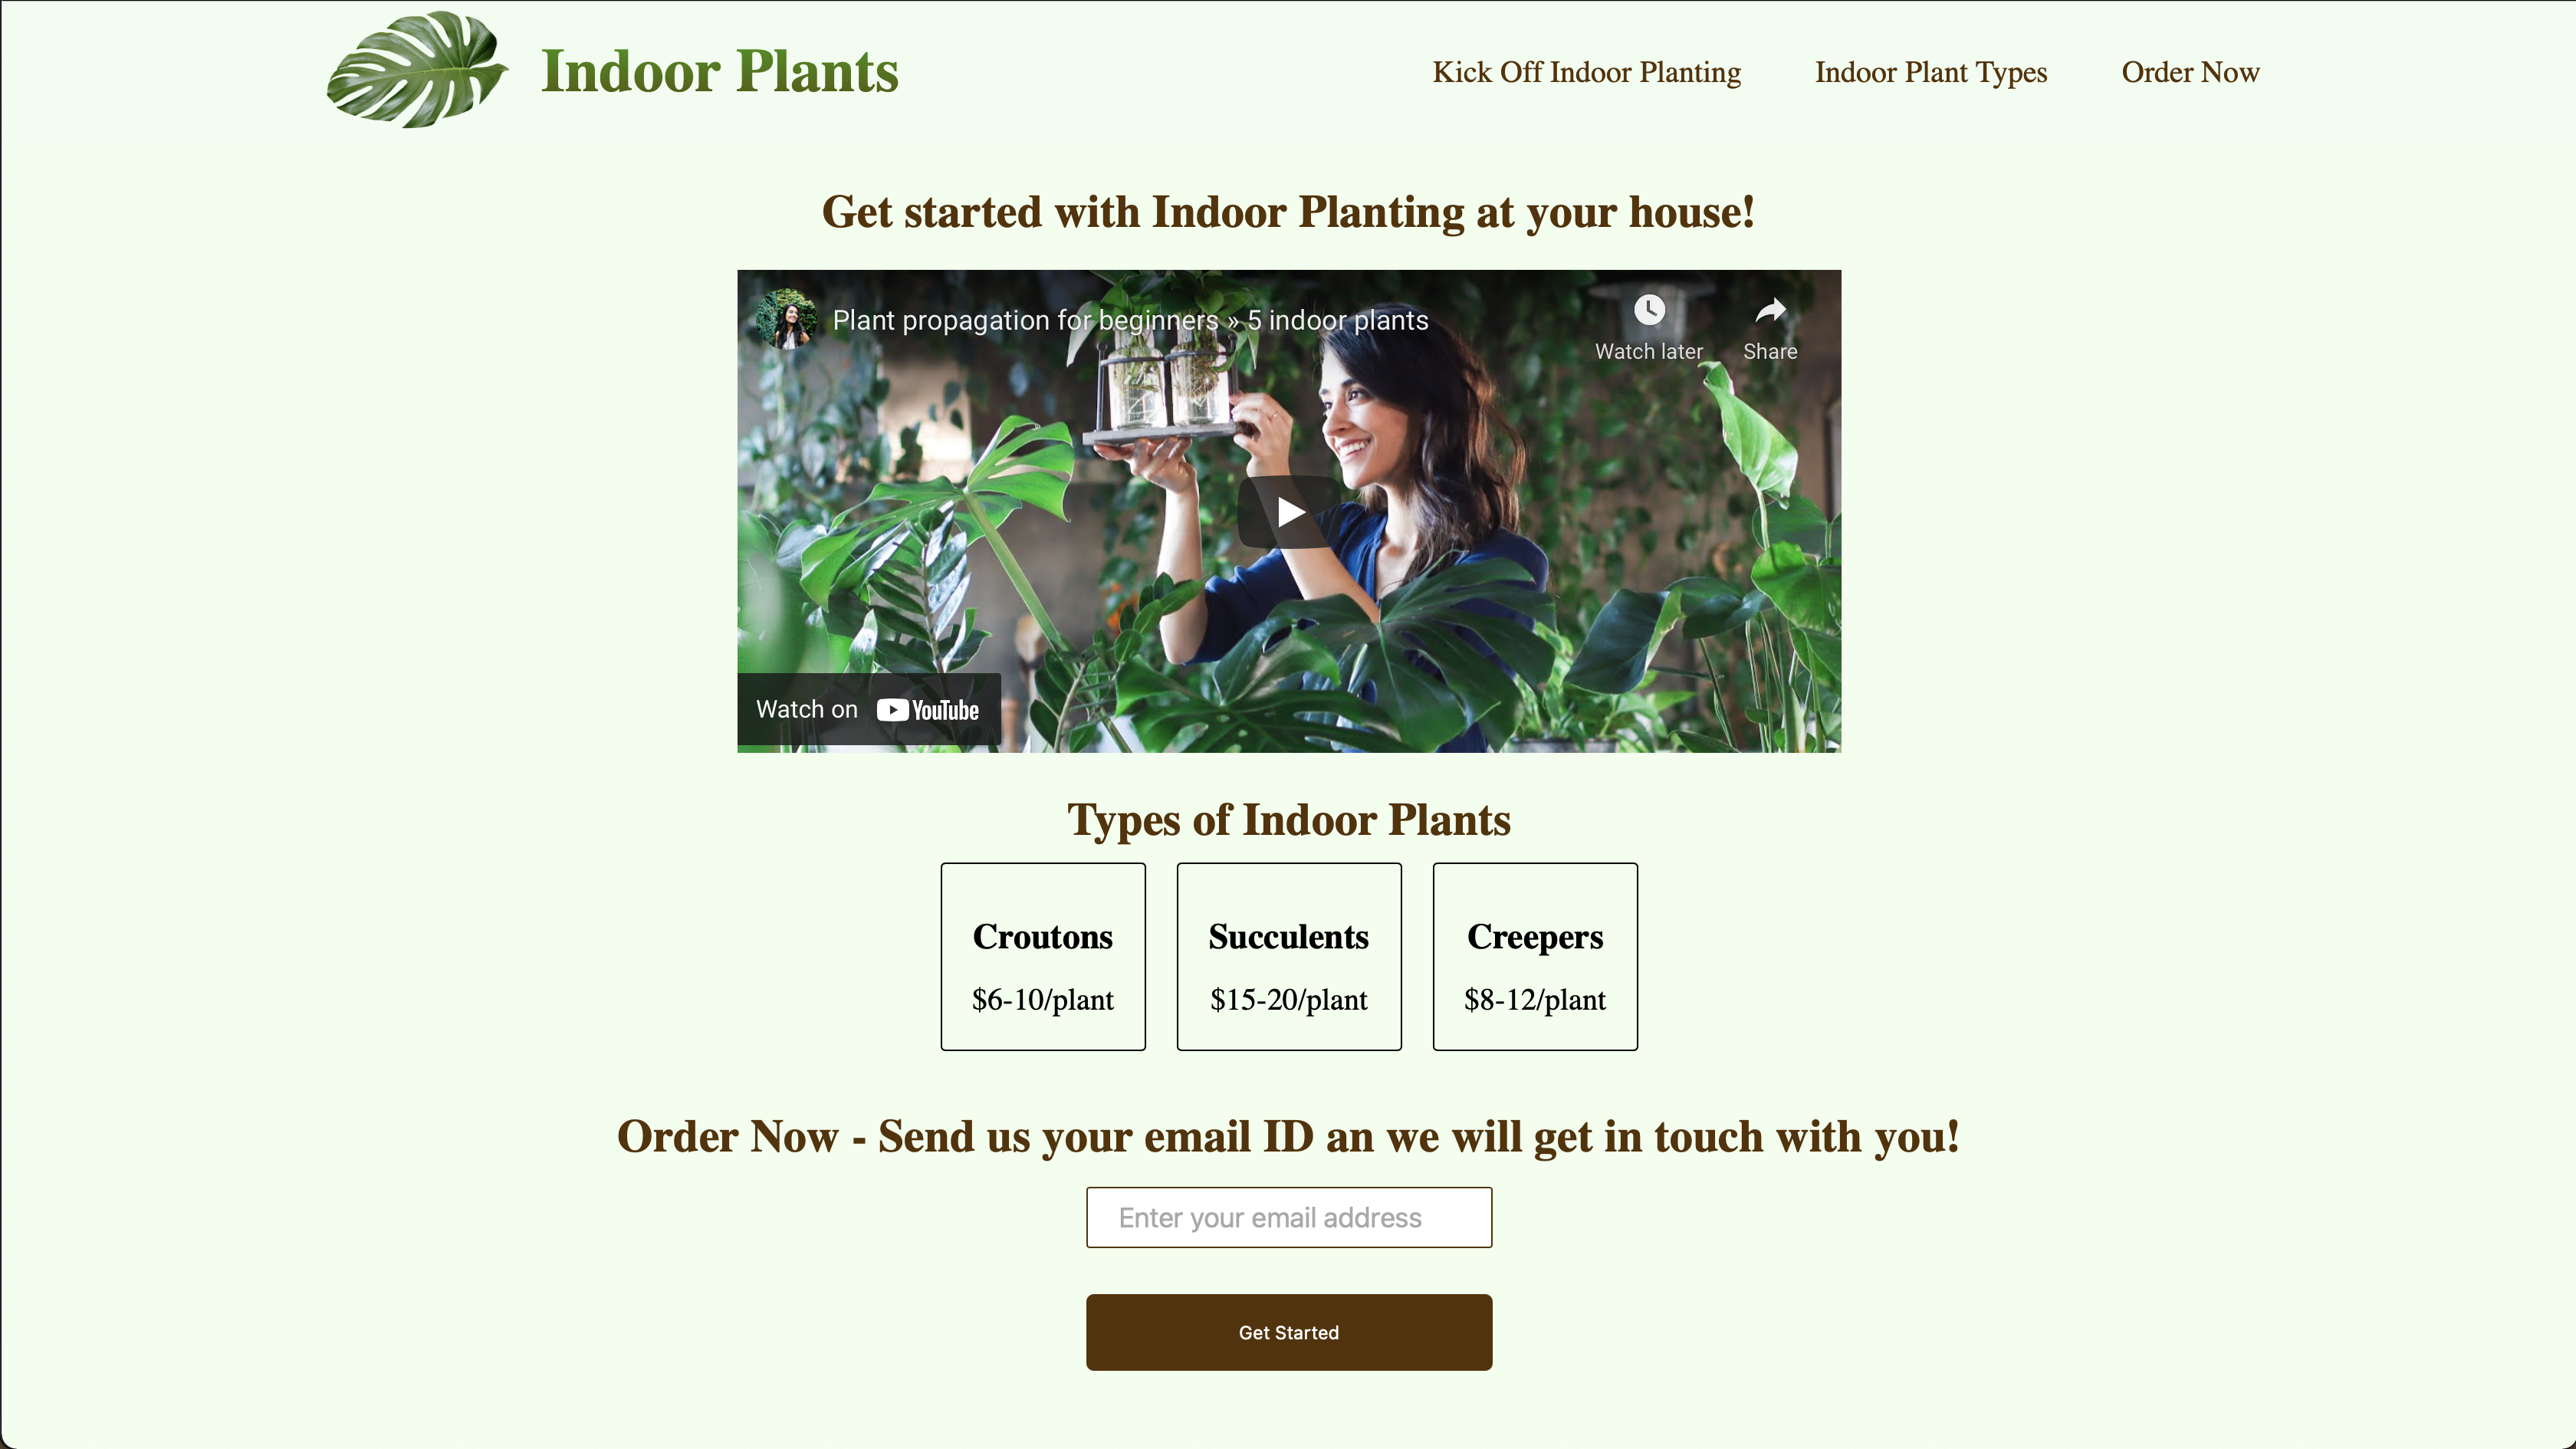 Indoor Plants
Kick Off Indoor Planting
Indoor Plant Types
Order Now
Get started with Indoor Planting at your house!
Plant propagation for beginners » 5 indoor plants
Watch later
Share
Watch on YouTube
Types of Indoor Plants
Croutons
$6-10/plant
Succulents
$15-20/plant
Creepers
$8-12/plant
Order Now - Send us your email ID an we will get in touch with you!
Enter your email address
Get Started